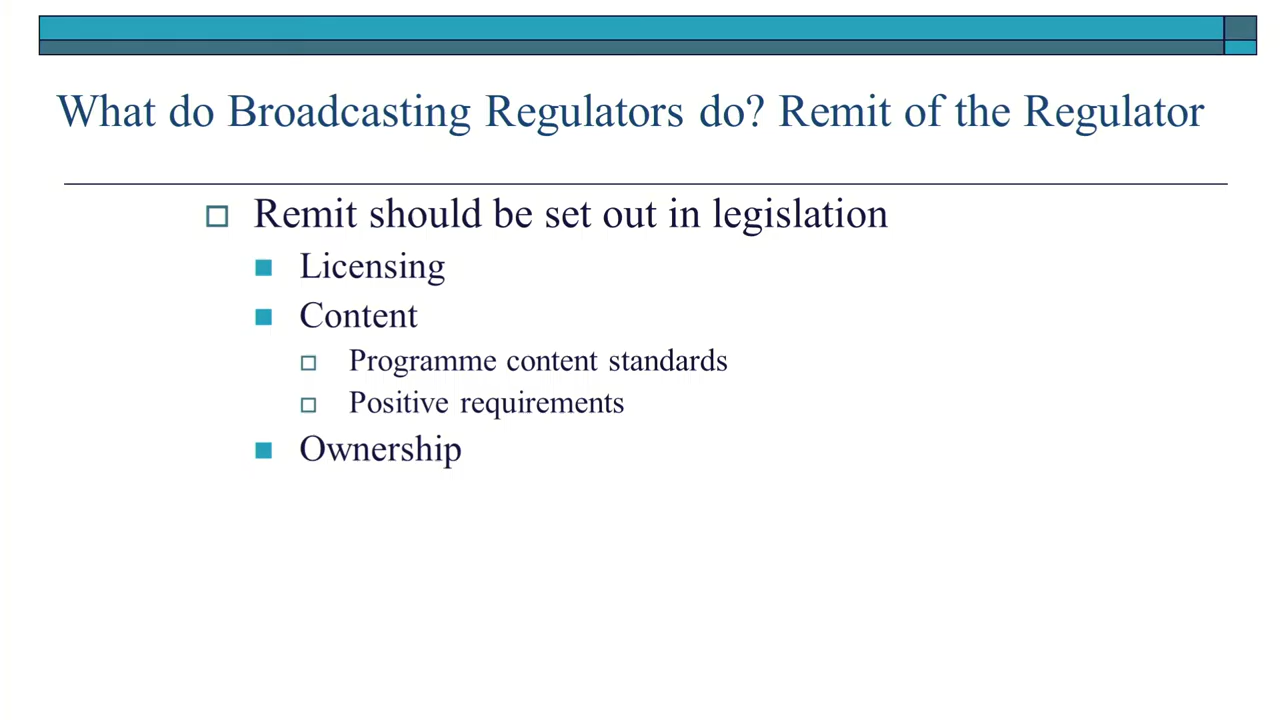 What do Broadcasting Regulators do? Remit of the Regulator
Remit should be set out in legislation
Licensing
Content
Programme content standards
Positive requirements
Ownership